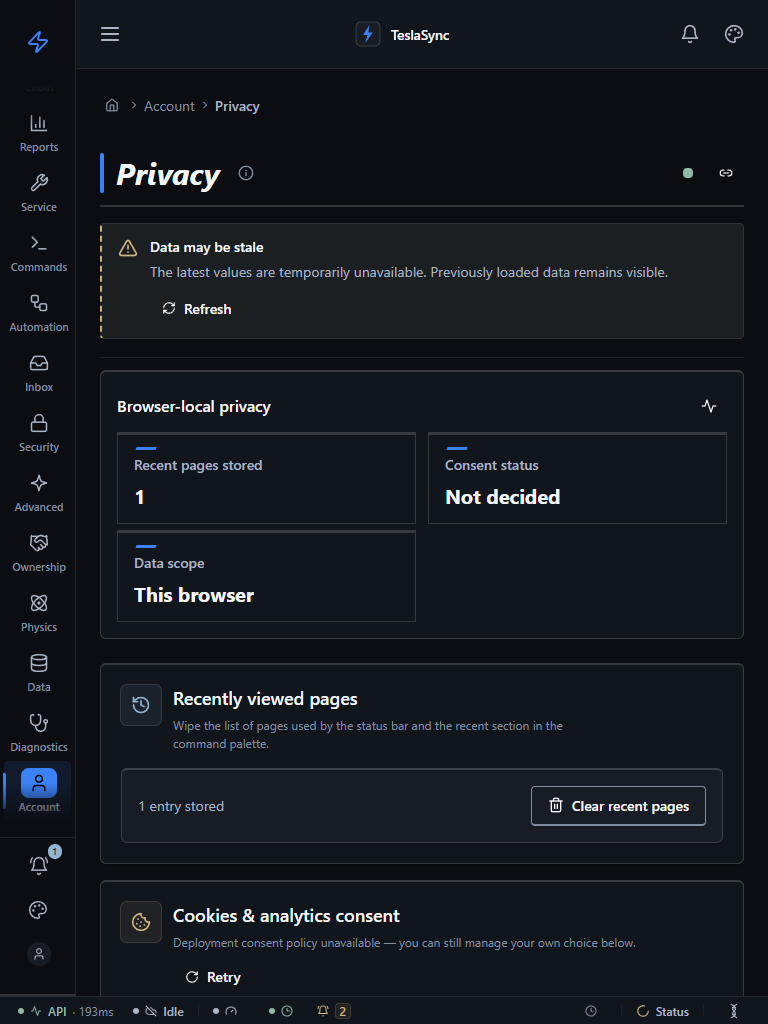 TeslaSync
Account
Privacy
Reports
Service
Commands
Automation
Inbox
Security
Advanced
Ownership
Physics
Data
Diagnostics
Account
1
Privacy
Data may be stale
The latest values are temporarily unavailable. Previously loaded data remains visible.
Refresh
Browser-local privacy
Recent pages stored
1
Consent status
Not decided
Data scope
This browser
Recently viewed pages
Wipe the list of pages used by the status bar and the recent section in the
command palette.
1 entry stored
Clear recent pages
Cookies & analytics consent
Deployment consent policy unavailable — you can still manage your own choice below.
Retry
API · 193ms
Idle
2
Status